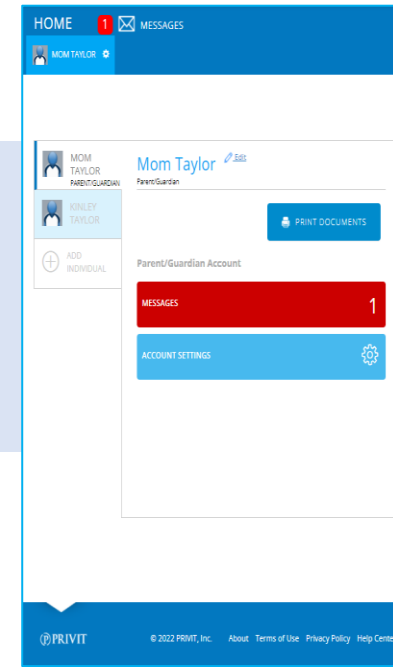 HOME 1 MESSAGES
MOM TAYLOR
MOM
TAYLOR
PARENT/GUARDIAN
KINLEY
TAYLOR
ADD
INDIVIDUAL
Mom Taylor Edit
Parent/Guardian
PRINT DOCUMENTS
Parent/Guardian Account
MESSAGES 1
ACCOUNT SETTINGS
PRIVIT © 2022 PRIVIT, Inc. About Terms of Use Privacy Policy Help Cente